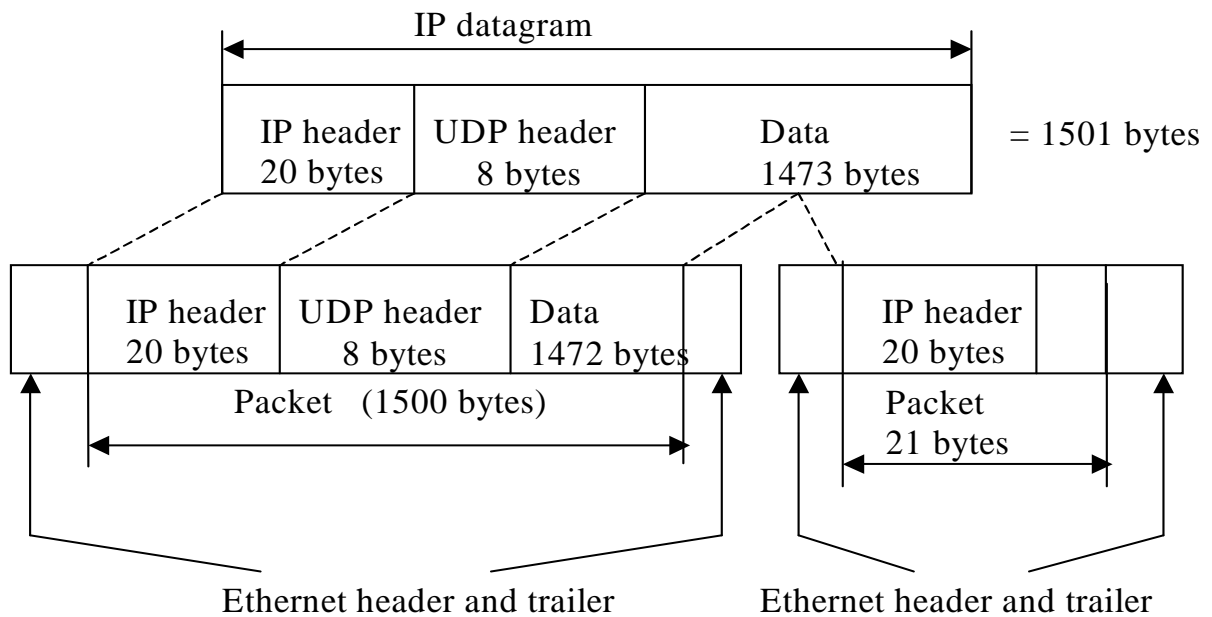 IP datagram
IP header
20 bytes
UDP header
8 bytes
Data
1473 bytes
= 1501 bytes
IP header
20 bytes
UDP header
8 bytes
Data
1472 bytes
IP header
20 bytes
Packet (1500 bytes)
Packet
21 bytes
Ethernet header and trailer
Ethernet header and trailer